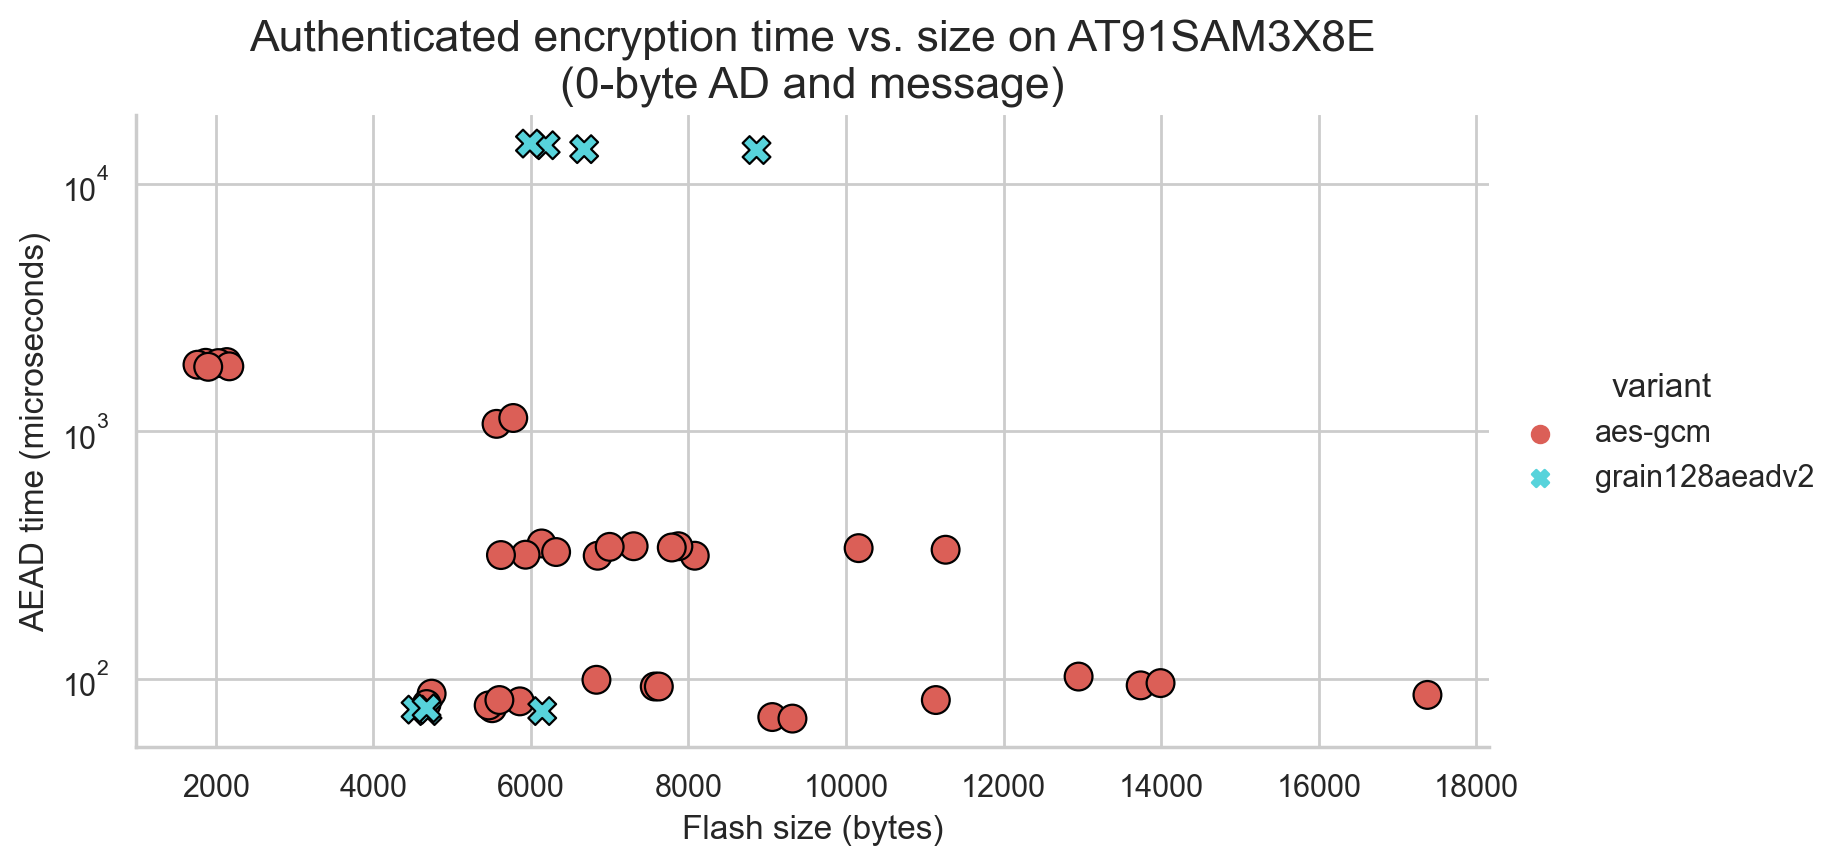 Authenticated encryption time vs. size on AT91SAM3X8E
(0-byte AD and message)
AEAD time (microseconds)
10^4
10^3
10^2
2000 4000 6000 8000 10000 12000 14000 16000 18000
Flash size (bytes)
variant
aes-gcm
grain128aeadv2